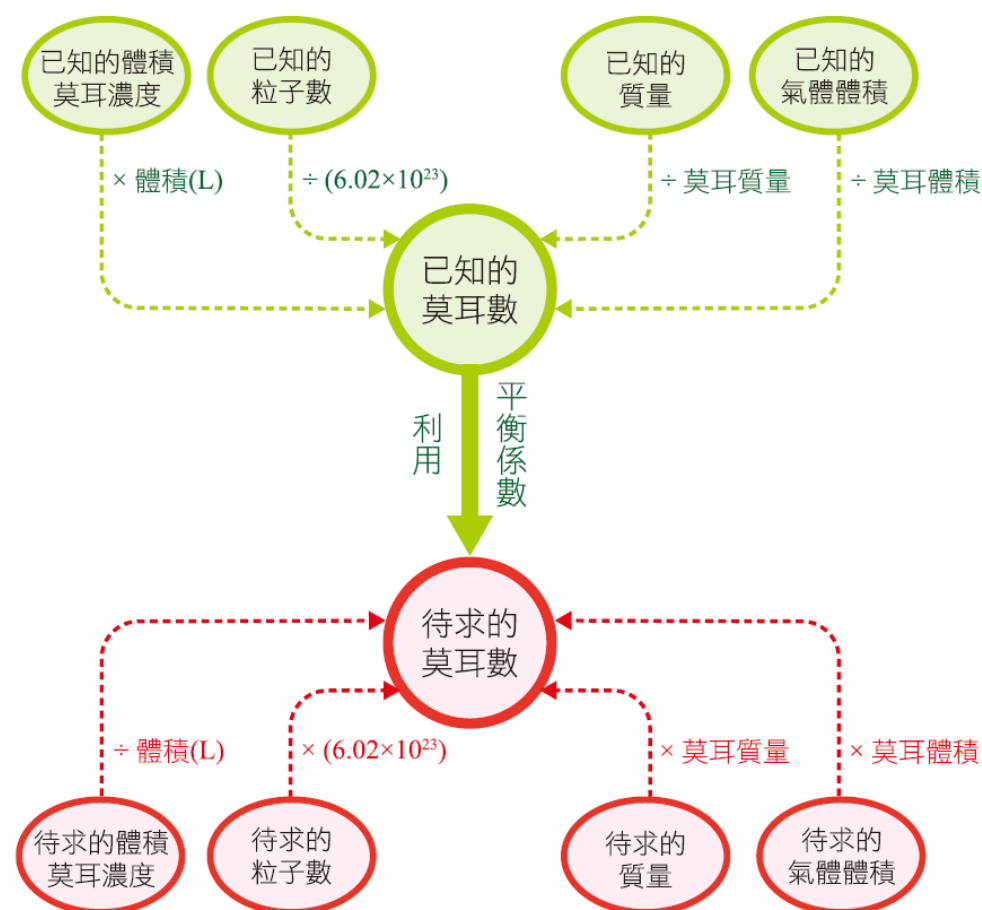 已知的體積
莫耳濃度
已知的
粒子數
已知的
質量
已知的
氣體體積
× 體積(L)
÷ (6.02×10²³)
÷ 莫耳質量
÷ 莫耳體積
已知的
莫耳數
利用
平衡係數
待求的
莫耳數
÷ 體積(L)
× (6.02×10²³)
× 莫耳質量
× 莫耳體積
待求的體積
莫耳濃度
待求的
粒子數
待求的
質量
待求的
氣體體積